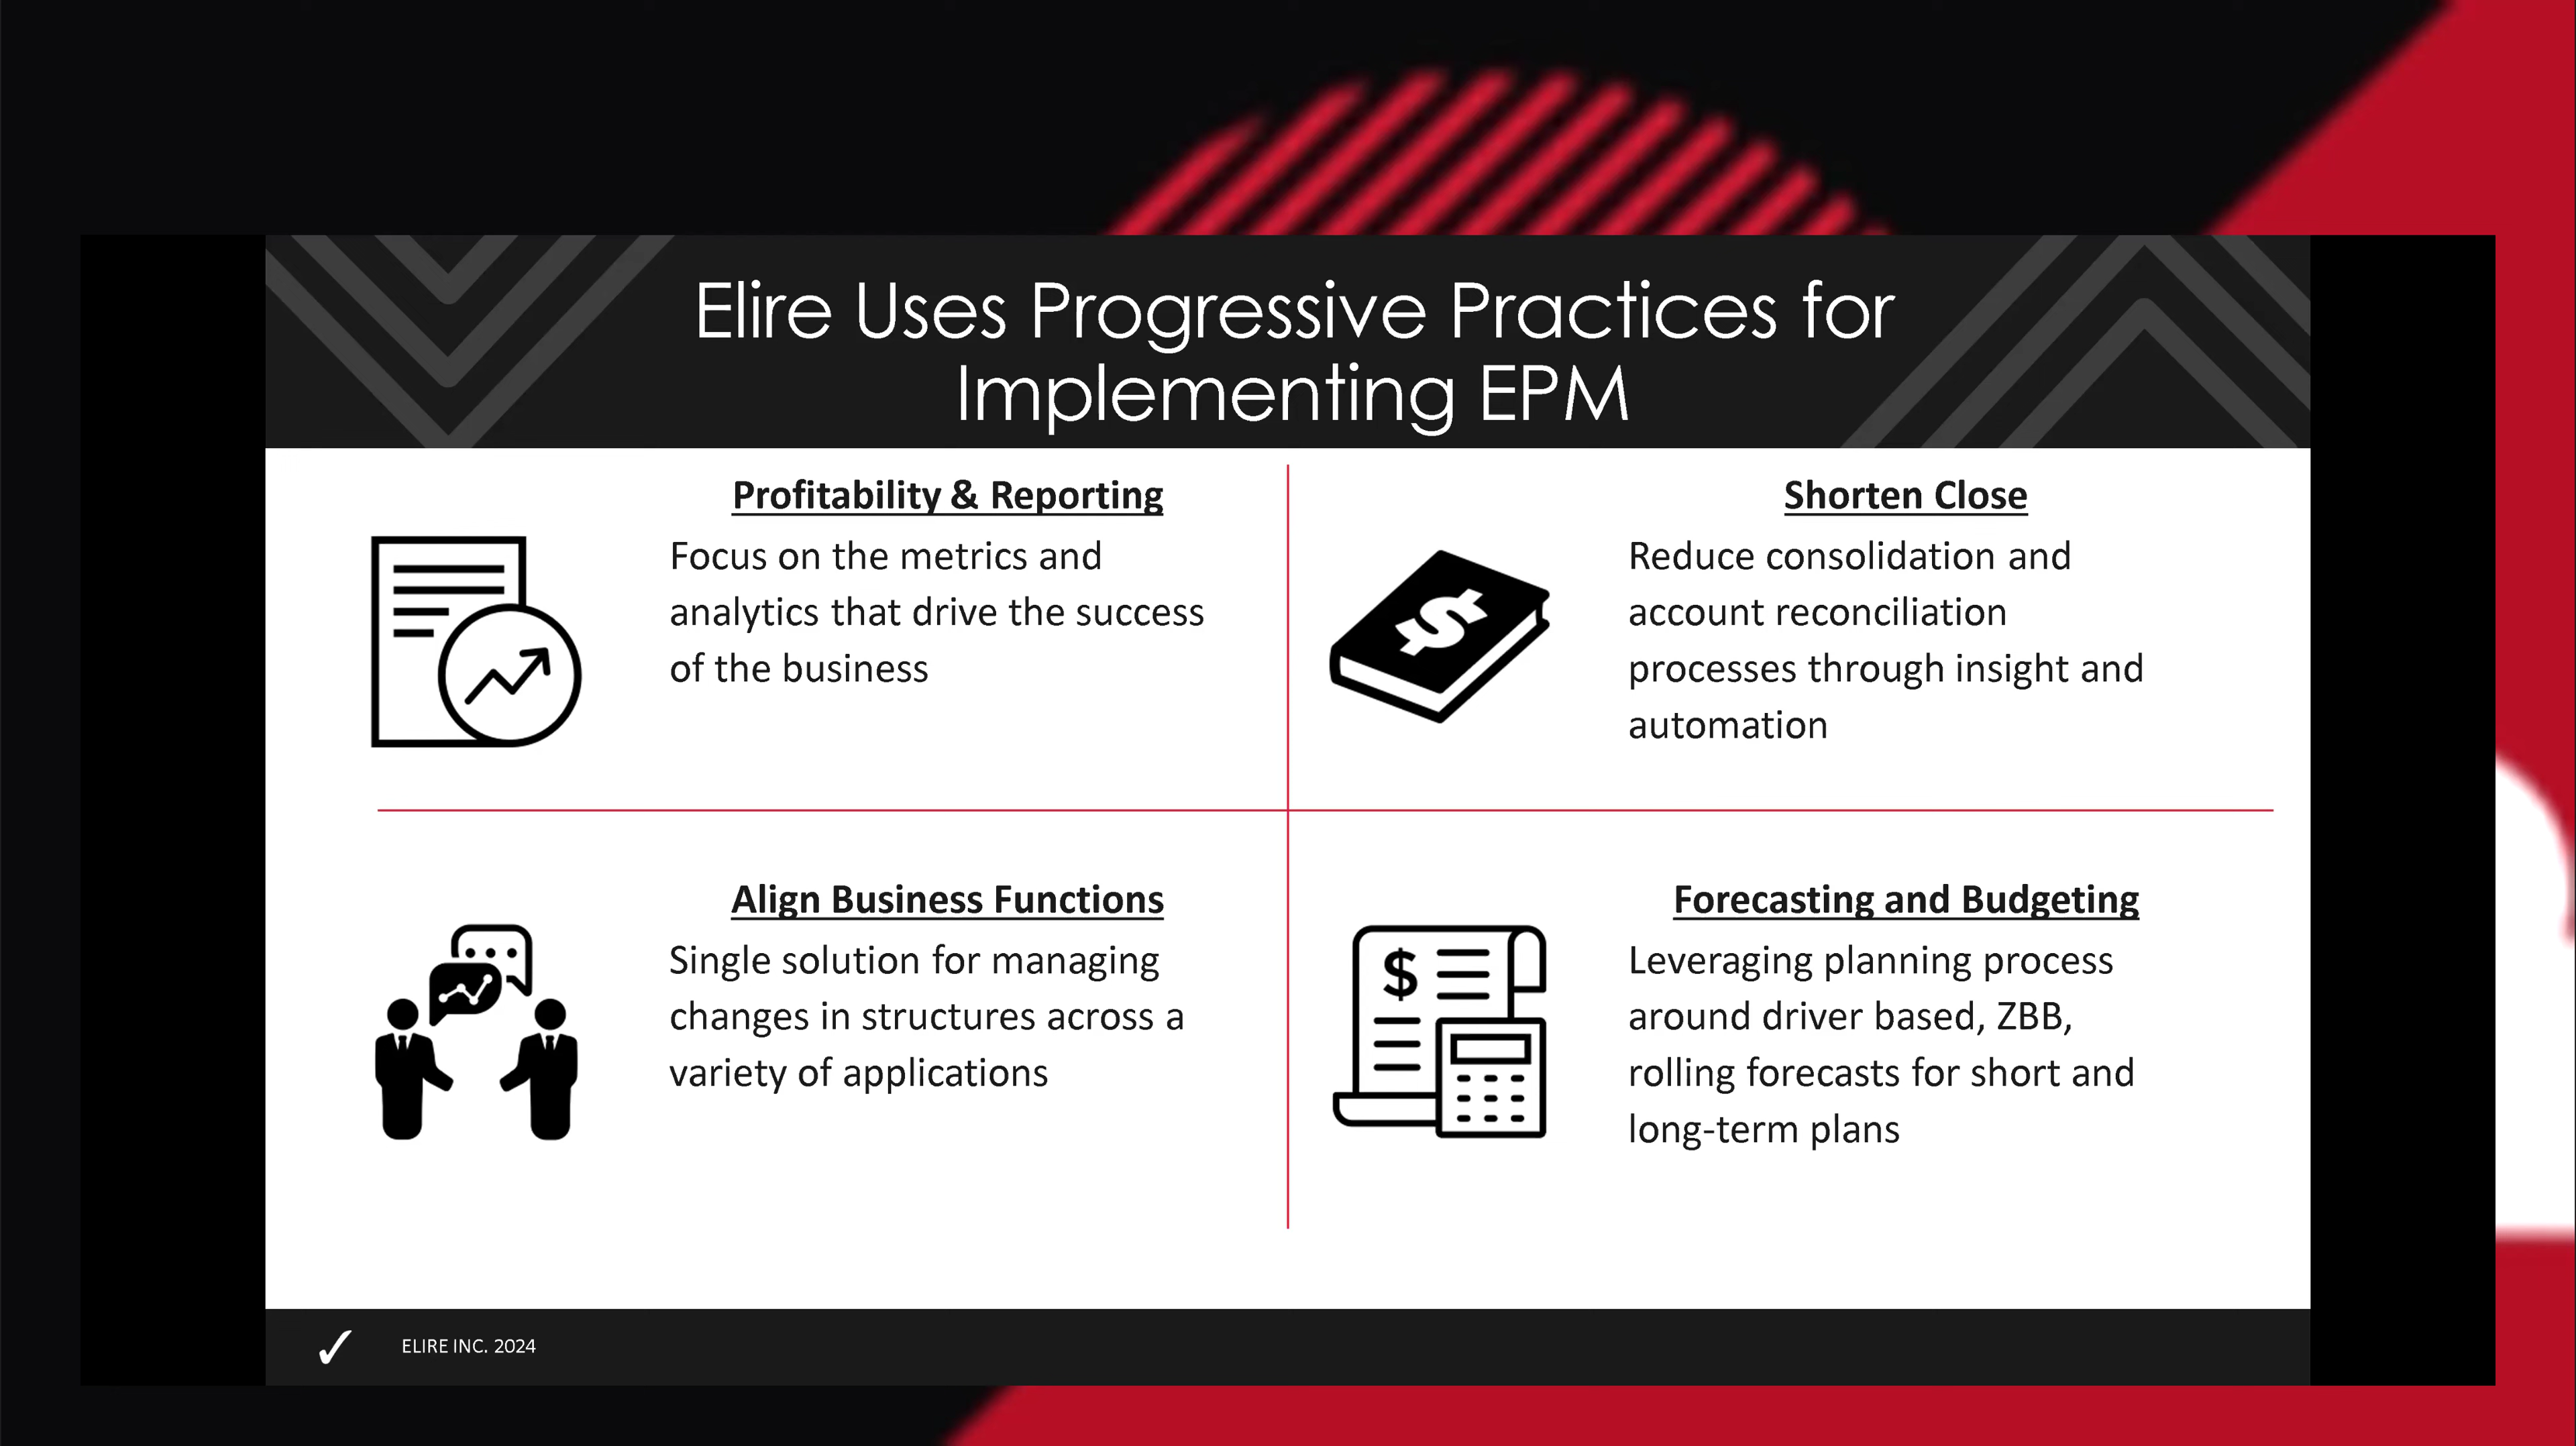 Elire Uses Progressive Practices for
Implementing EPM
Profitability & Reporting
Focus on the metrics and
analytics that drive the success
of the business
Shorten Close
Reduce consolidation and
account reconciliation
processes through insight and
automation
Align Business Functions
Single solution for managing
changes in structures across a
variety of applications
Forecasting and Budgeting
Leveraging planning process
around driver based, ZBB,
rolling forecasts for short and
long-term plans
ELIRE INC. 2024